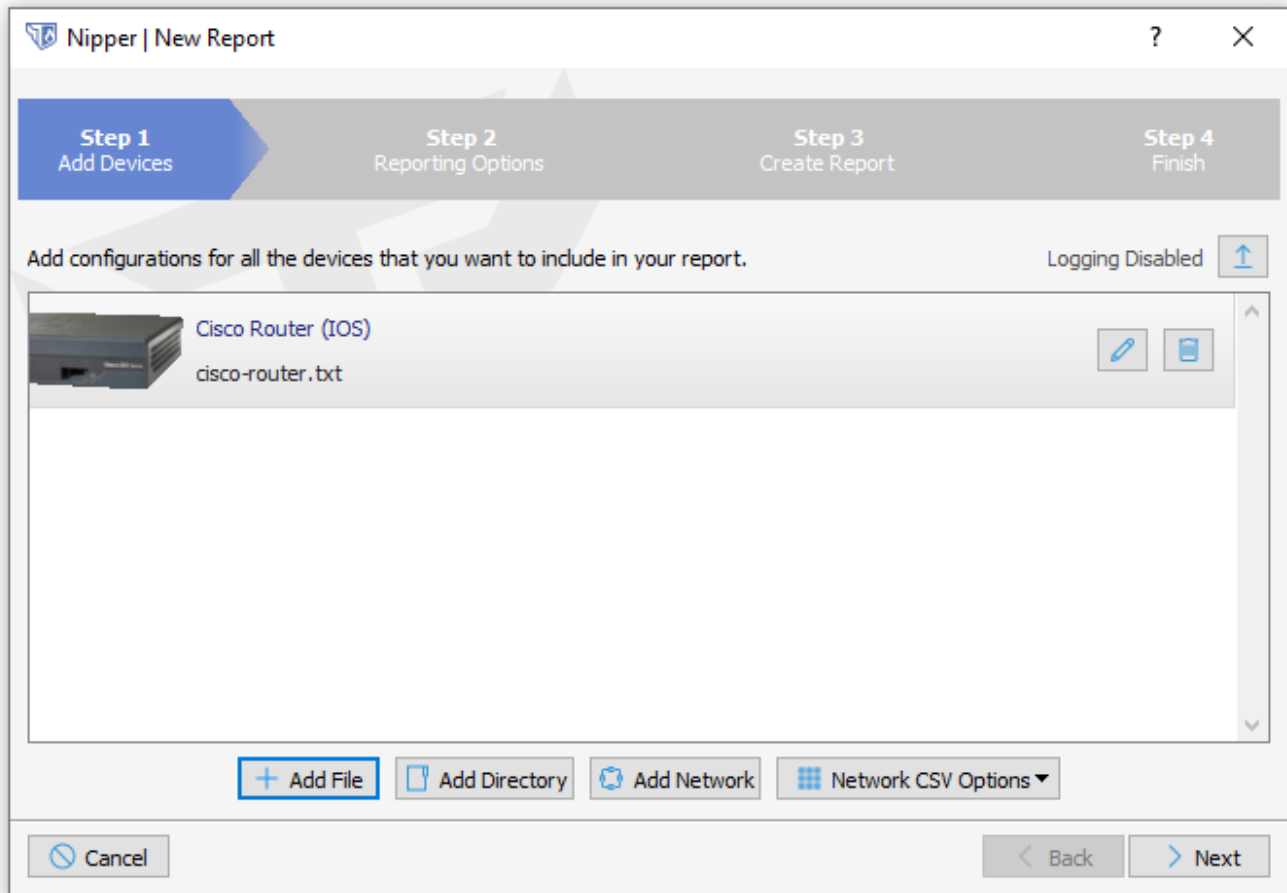 Nipper | New Report
?
Step 1
Add Devices
Step 2
Reporting Options
Step 3
Create Report
Step 4
Finish
Add configurations for all the devices that you want to include in your report.
Logging Disabled
Cisco Router (IOS)
cisco-router.txt
Add File
Add Directory
Add Network
Network CSV Options
Cancel
Back
Next